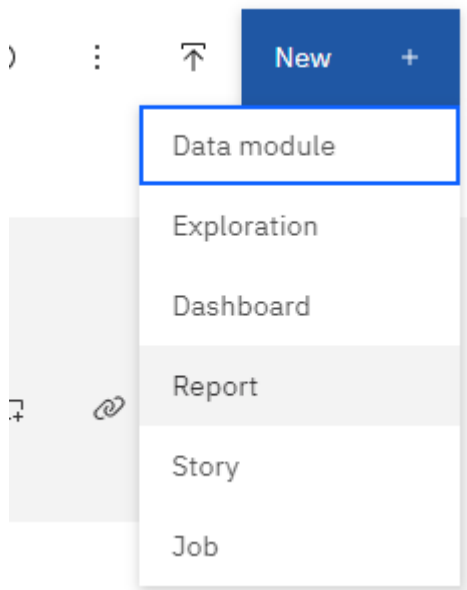 New +
Data module
Exploration
Dashboard
Report
Story
Job